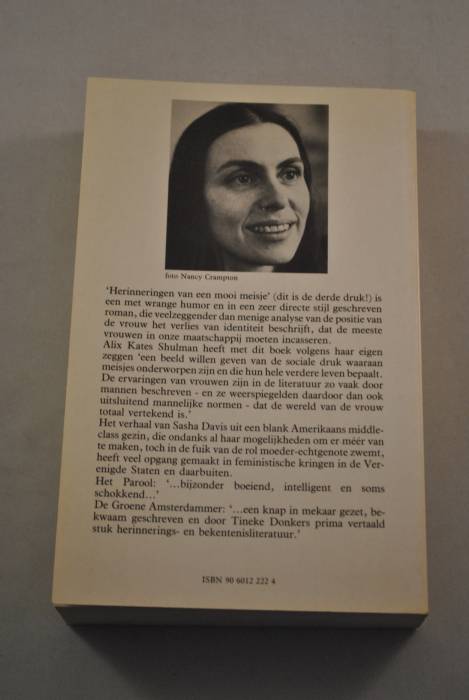 foto Nancy Crampton
'Herinneringen van een mooi meisje' (dit is de derde druk!) is
een met wrange humor en in een zeer directe stijl geschreven
roman, die veelzeggender dan menige analyse van de positie van
de vrouw het verlies van identiteit beschrijft, dat de meeste
vrouwen in onze maatschappij moeten incasseren.
Alix Kates Shulman heeft met dit boek volgens haar eigen
zeggen 'een beeld willen geven van de sociale druk waaraan
meisjes onderworpen zijn en die hun hele verdere leven bepaalt.
De ervaringen van vrouwen zijn in de literatuur zo vaak door
mannen beschreven - en ze weerspiegelden daardoor dan ook
uitsluitend mannelijke normen - dat de wereld van de vrouw
totaal vertekend is.'
Het verhaal van Sasha Davis uit een blank Amerikaans middle-
class gezin, die ondanks al haar mogelijkheden om er méér van
te maken, toch in de fuik van de rol moeder-echtgenote zwemt,
heeft veel opgang gemaakt in feministische kringen in de Ver-
enigde Staten en daarbuiten.
Het Parool: '...bijzonder boeiend, intelligent en soms
schokkend...'
De Groene Amsterdammer: '...een knap in mekaar gezet, be-
kwaam geschreven en door Tineke Donkers prima vertaald
stuk herinnerings- en bekentenisliteratuur.'
ISBN 90 6012 222 4